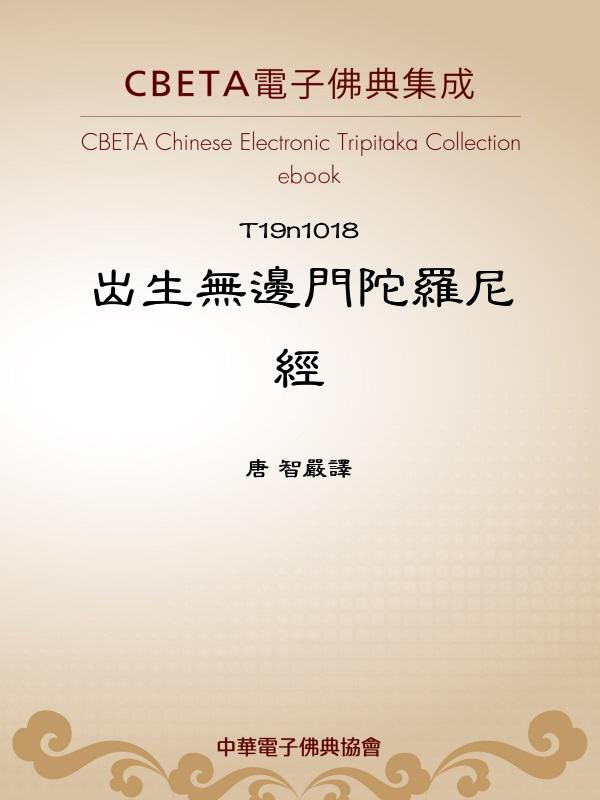 CBETA電子佛典集成
CBETA Chinese Electronic Tripitaka Collection
ebook
T19n1018
出生無邊門陀羅尼
經
唐 智嚴譯
中華電子佛典協會